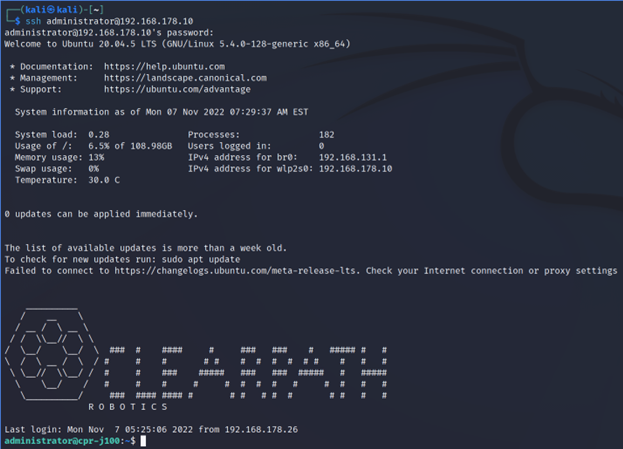 ┌──(kali㉿kali)-[~]
└─$ ssh administrator@192.168.178.10
administrator@192.168.178.10's password:
Welcome to Ubuntu 20.04.5 LTS (GNU/Linux 5.4.0-128-generic x86_64)
* Documentation: https://help.ubuntu.com
* Management: https://landscape.canonical.com
* Support: https://ubuntu.com/advantage
System information as of Mon 07 Nov 2022 07:29:37 AM EST
System load: 0.28 Processes: 182
Usage of /: 6.5% of 108.98GB Users logged in: 0
Memory usage: 13% IPv4 address for br0: 192.168.131.1
Swap usage: 0% IPv4 address for wlp2s0: 192.168.178.10
Temperature: 30.0 C
0 updates can be applied immediately.
The list of available updates is more than a week old.
To check for new updates run: sudo apt update
Failed to connect to https://changelogs.ubuntu.com/meta-release-lts. Check your Internet connection or proxy settings
CLEARPATH
ROBOTICS
Last login: Mon Nov 7 05:25:06 2022 from 192.168.178.26
administrator@cpr-j100:~$